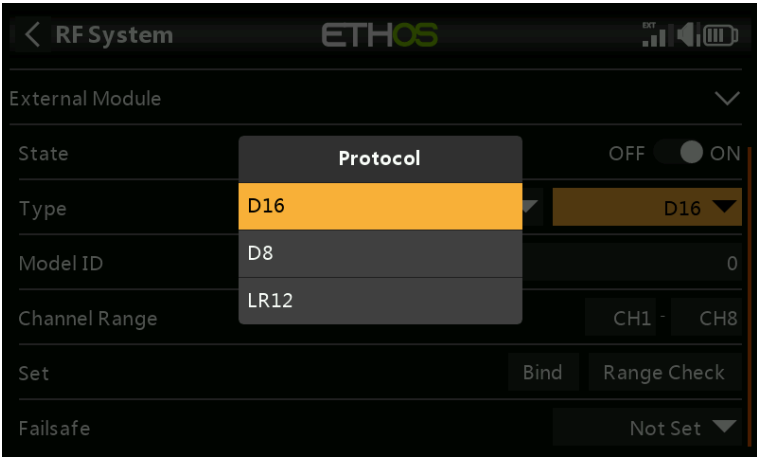 RF System ETHOS EXT
External Module
State OFF ON
Protocol
Type D16
D16
D8
Model ID 0
LR12
Channel Range CH1 - CH8
Set Bind Range Check
Failsafe Not Set